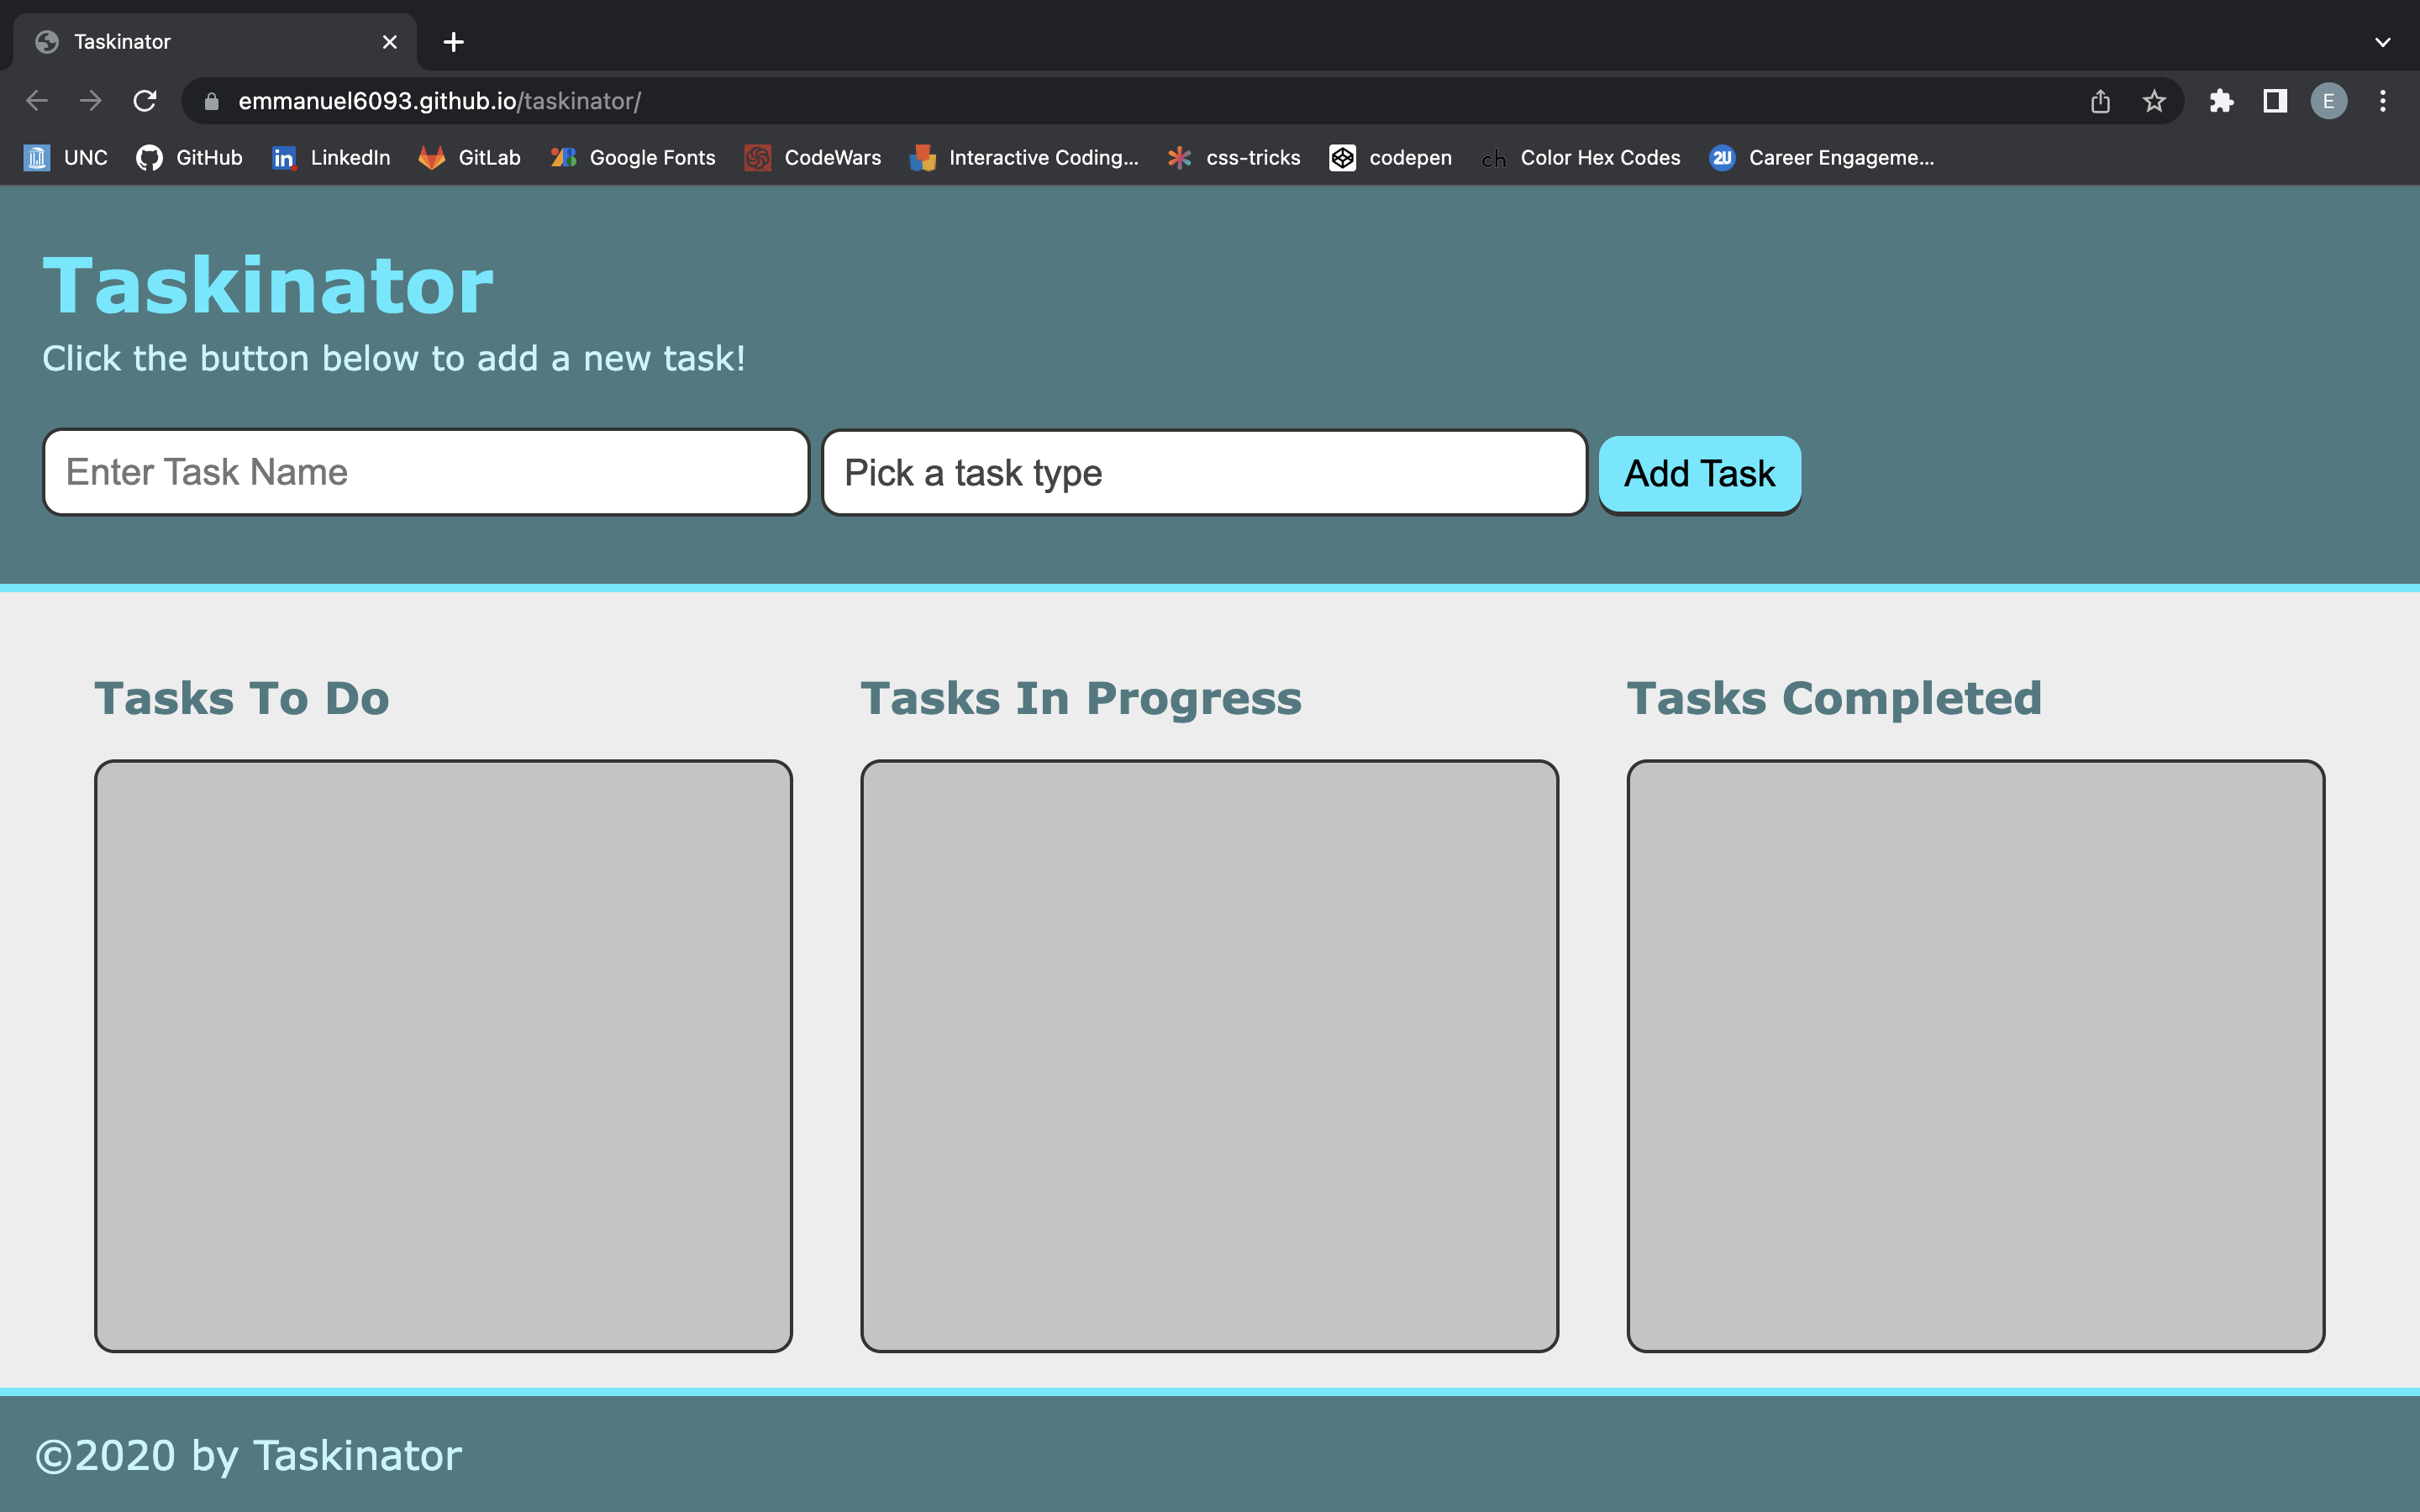 Taskinator
emmanuel6093.github.io/taskinator/
E
UNC GitHub LinkedIn GitLab Google Fonts CodeWars Interactive Coding... css-tricks codepen ch Color Hex Codes 2U Career Engageme...
Taskinator
Click the button below to add a new task!
Enter Task Name Pick a task type Add Task
Tasks To Do Tasks In Progress Tasks Completed
©2020 by Taskinator